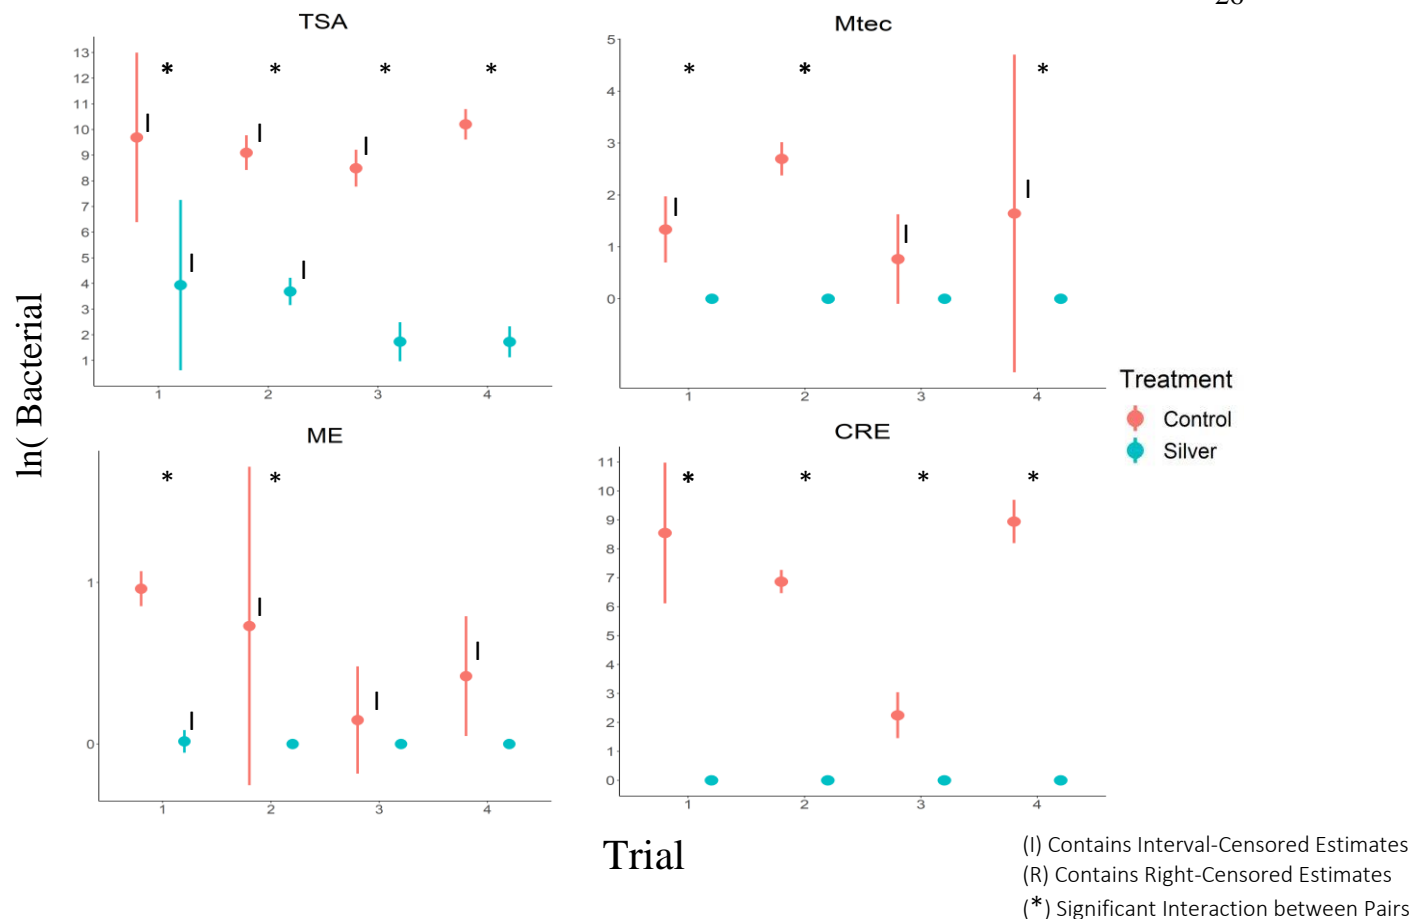 TSA
13
12
11
10
9
8
7
6
5
4
3
2
1
* * * *
I I I
I I
1 2 3 4
Mtec
5
4
3
2
1
0
* * *
I I I
1 2 3 4
ln( Bacterial
ME
1
0
* *
I I I I
1 2 3 4
CRE
11
10
9
8
7
6
5
4
3
2
1
0
* * * *
1 2 3 4
Treatment
Control
Silver
Trial
(I) Contains Interval-Censored Estimates
(R) Contains Right-Censored Estimates
(*) Significant Interaction between Pairs